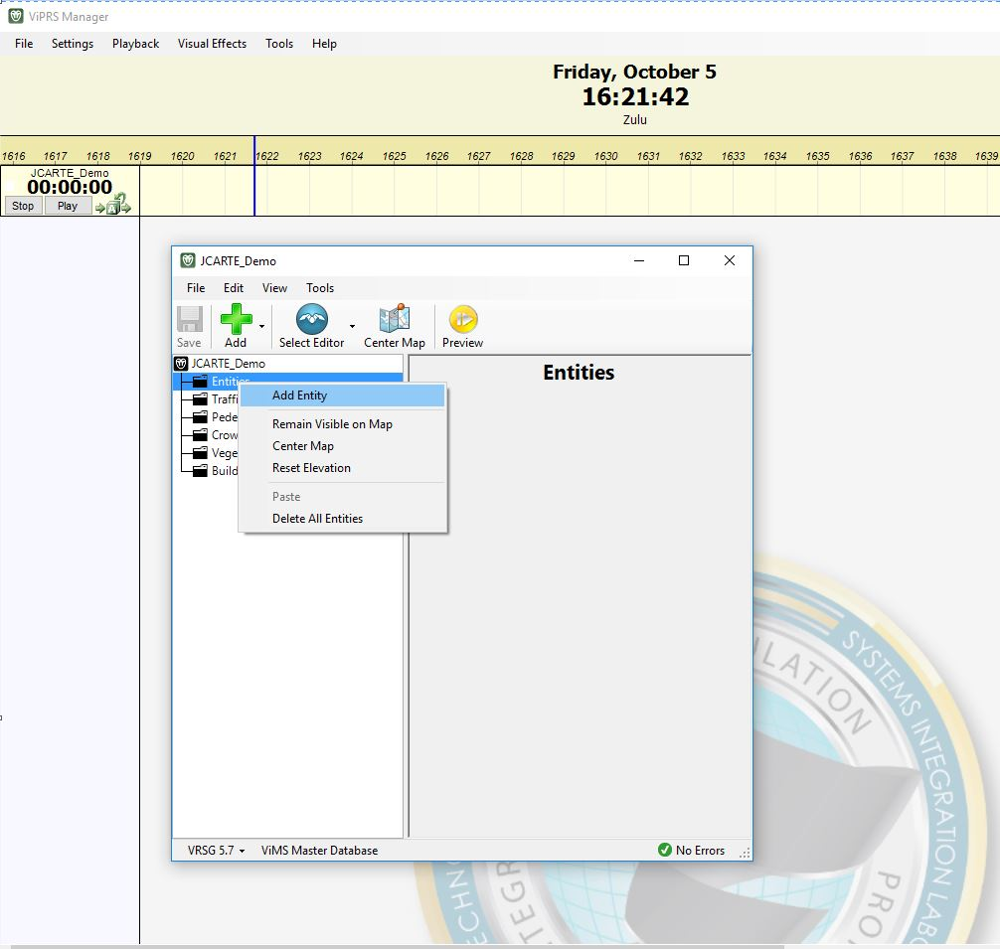 ViPRS Manager
File Settings Playback Visual Effects Tools Help
Friday, October 5
16:21:42
Zulu
1616 1617 1618 1619 1620 1621 1622 1623 1624 1625 1626 1627 1628 1629 1630 1631 1632 1633 1634 1635 1636 1637 1638 1639
JCARTE_Demo
00:00:00
Stop Play
JCARTE_Demo
File Edit View Tools
Save Add Select Editor Center Map Preview
JCARTE_Demo
Entities
Traffi
Pede
Crow
Vege
Build
Add Entity
Remain Visible on Map
Center Map
Reset Elevation
Paste
Delete All Entities
Entities
VRSG 5.7 ViMS Master Database No Errors
ULATION
SYSTEMS INTEGRATION LABO
TECHN
TEGR
PRO